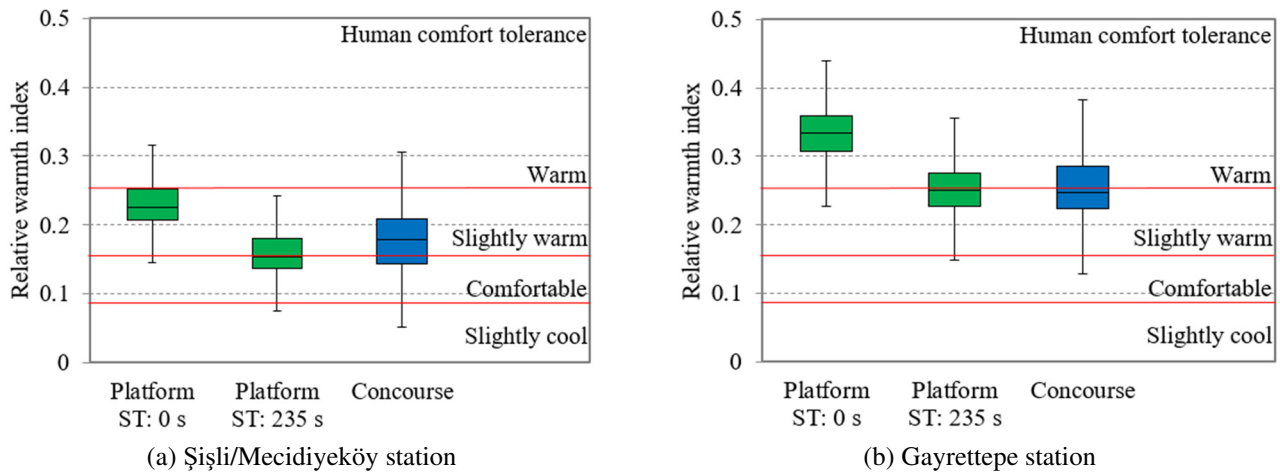 Relative warmth index
0.5
0.4
0.3
0.2
0.1
0
Human comfort tolerance
Warm
Slightly warm
Comfortable
Slightly cool
Platform
ST: 0 s
Platform
ST: 235 s
Concourse
(a) Şişli/Mecidiyeköy station
Relative warmth index
0.5
0.4
0.3
0.2
0.1
0
Human comfort tolerance
Warm
Slightly warm
Comfortable
Slightly cool
Platform
ST: 0 s
Platform
ST: 235 s
Concourse
(b) Gayrettepe station